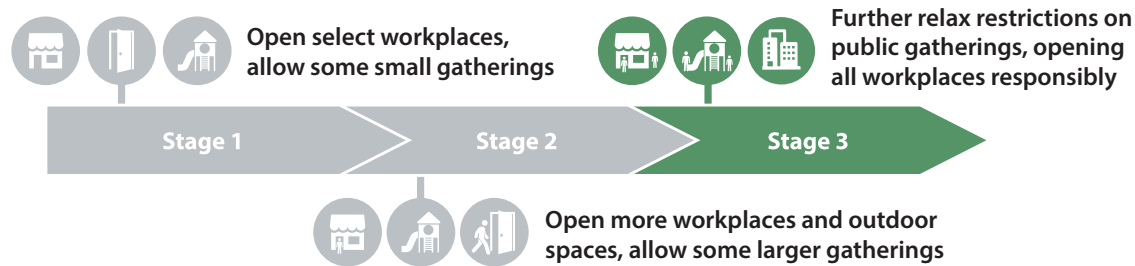 Open select workplaces,
allow some small gatherings
Further relax restrictions on
public gatherings, opening
all workplaces responsibly
Stage 1
Stage 2
Stage 3
Open more workplaces and outdoor
spaces, allow some larger gatherings